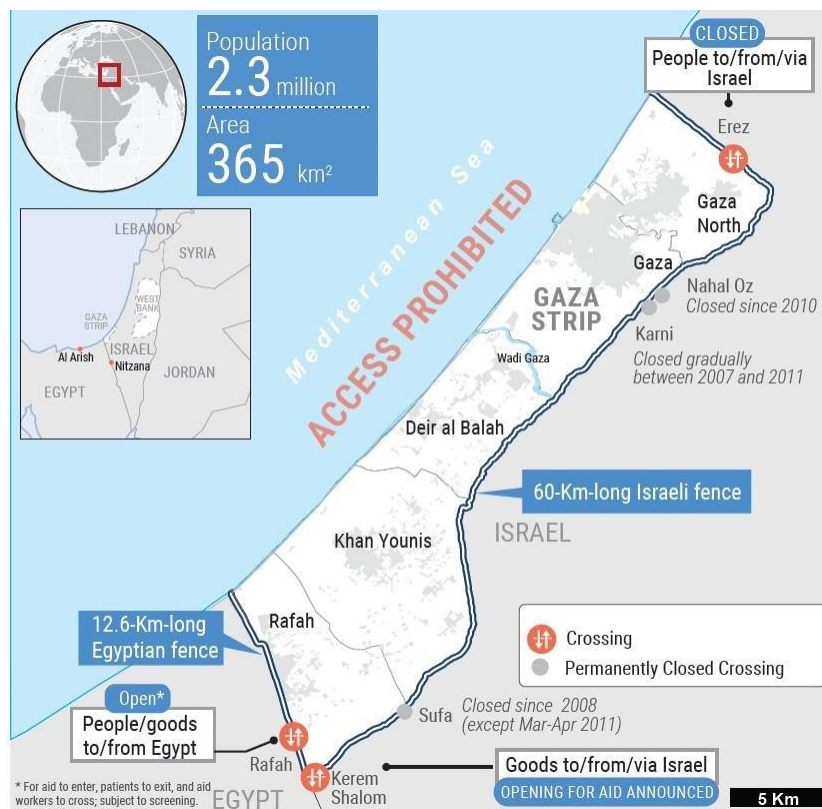 Population
2.3 million
Area
365 km²
CLOSED
People to/from/via
Israel
Erez
Gaza
North
Gaza
Nahal Oz
Closed since 2010
Karni
Closed gradually
between 2007 and 2011
Mediterranean Sea
ACCESS PROHIBITED
GAZA
STRIP
Wadi Gaza
LEBANON
SYRIA
WEST
BANK
GAZA
STRIP
Al Arish
ISRAEL
Nitzana
EGYPT
JORDAN
Deir al Balah
60-Km-long Israeli fence
ISRAEL
Khan Younis
12.6-Km-long
Egyptian fence
Rafah
Crossing
Permanently Closed Crossing
Open*
People/goods
to/from Egypt
Sufa
Closed since 2008
(except Mar-Apr 2011)
Rafah
Kerem
Shalom
Goods to/from/via Israel
OPENING FOR AID ANNOUNCED
* For aid to enter, patients to exit, and aid
workers to cross; subject to screening.
EGYPT
5 Km